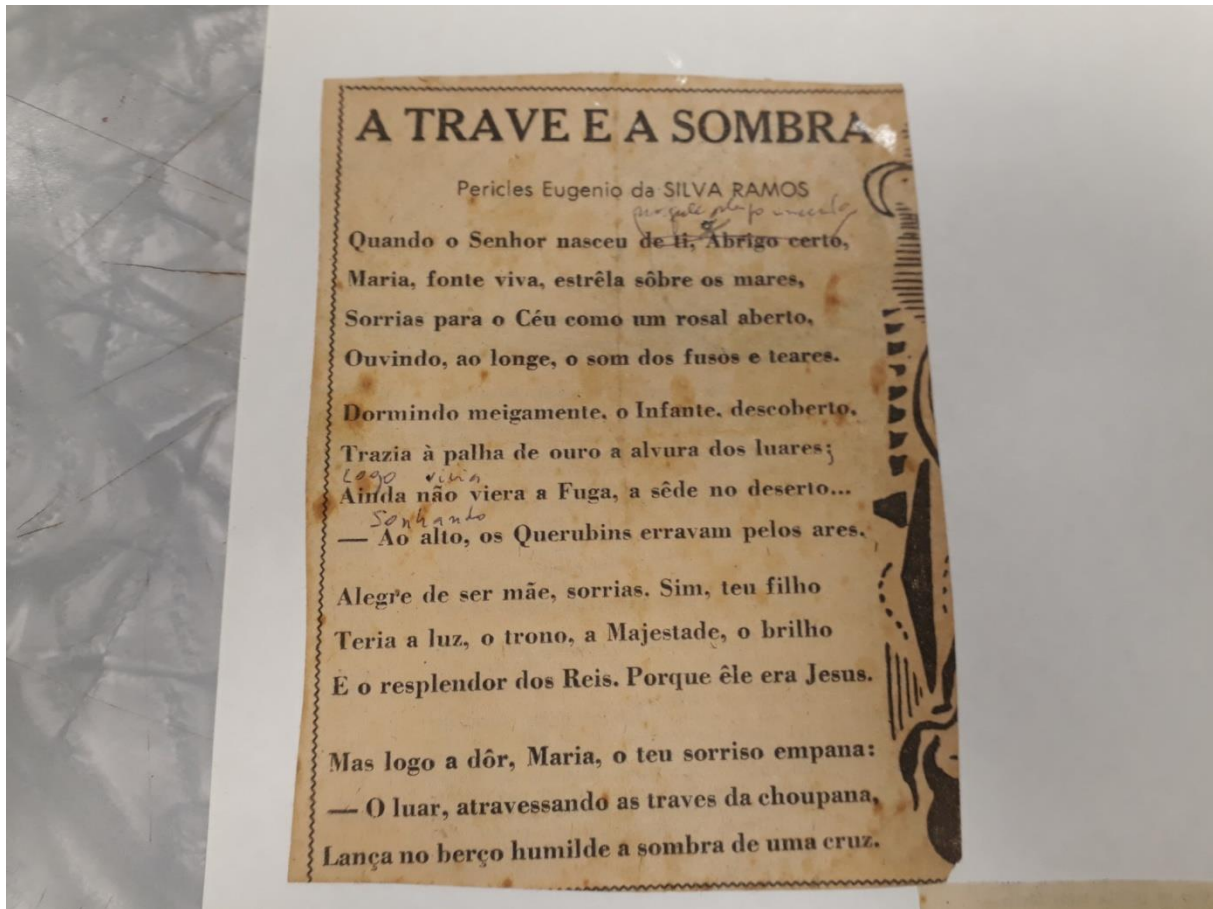 A TRAVE E A SOMBRA
Pericles Eugenio da SILVA RAMOS
Quando o Senhor nasceu de ti, Abrigo certo,
Maria, fonte viva, estrêla sôbre os mares,
Sorrias para o Céu como um rosal aberto,
Ouvindo, ao longe, o som dos fusos e teares.
Dormindo meigamente, o Infante, descoberto,
Trazia à palha de ouro a alvura dos luares;
Logo viria
Ainda não viera a Fuga, a sêde no deserto...
Sonhando
— Ao alto, os Querubins erravam pelos ares.
Alegre de ser mãe, sorrias. Sim, teu filho
Teria a luz, o trono, a Majestade, o brilho
E o resplendor dos Reis. Porque êle era Jesus.
Mas logo a dôr, Maria, o teu sorriso empana:
— O luar, atravessando as traves da choupana,
Lança no berço humilde a sombra de uma cruz.